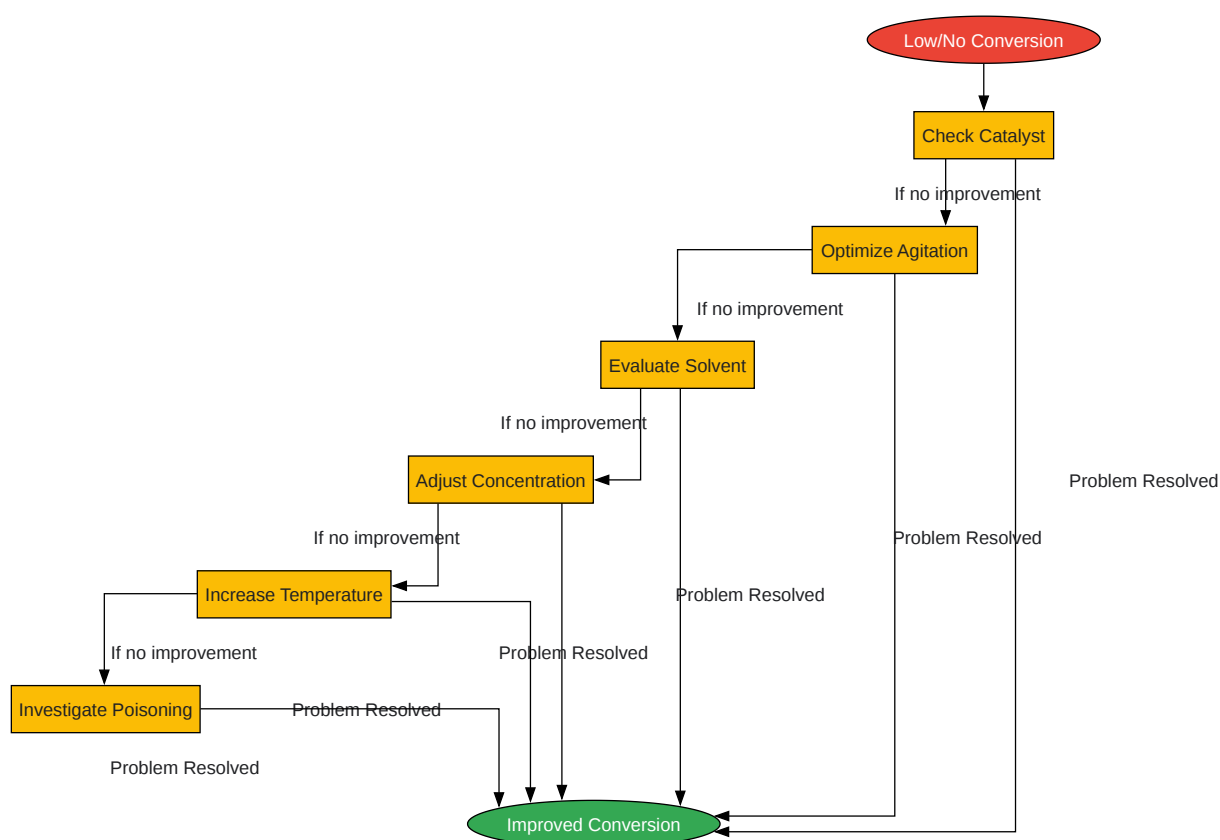 Low/No Conversion
Check Catalyst
If no improvement
Optimize Agitation
If no improvement
Evaluate Solvent
If no improvement
Adjust Concentration
Problem Resolved
If no improvement
Problem Resolved
Increase Temperature
Problem Resolved
If no improvement
Problem Resolved
Investigate Poisoning
Problem Resolved
Problem Resolved
Improved Conversion